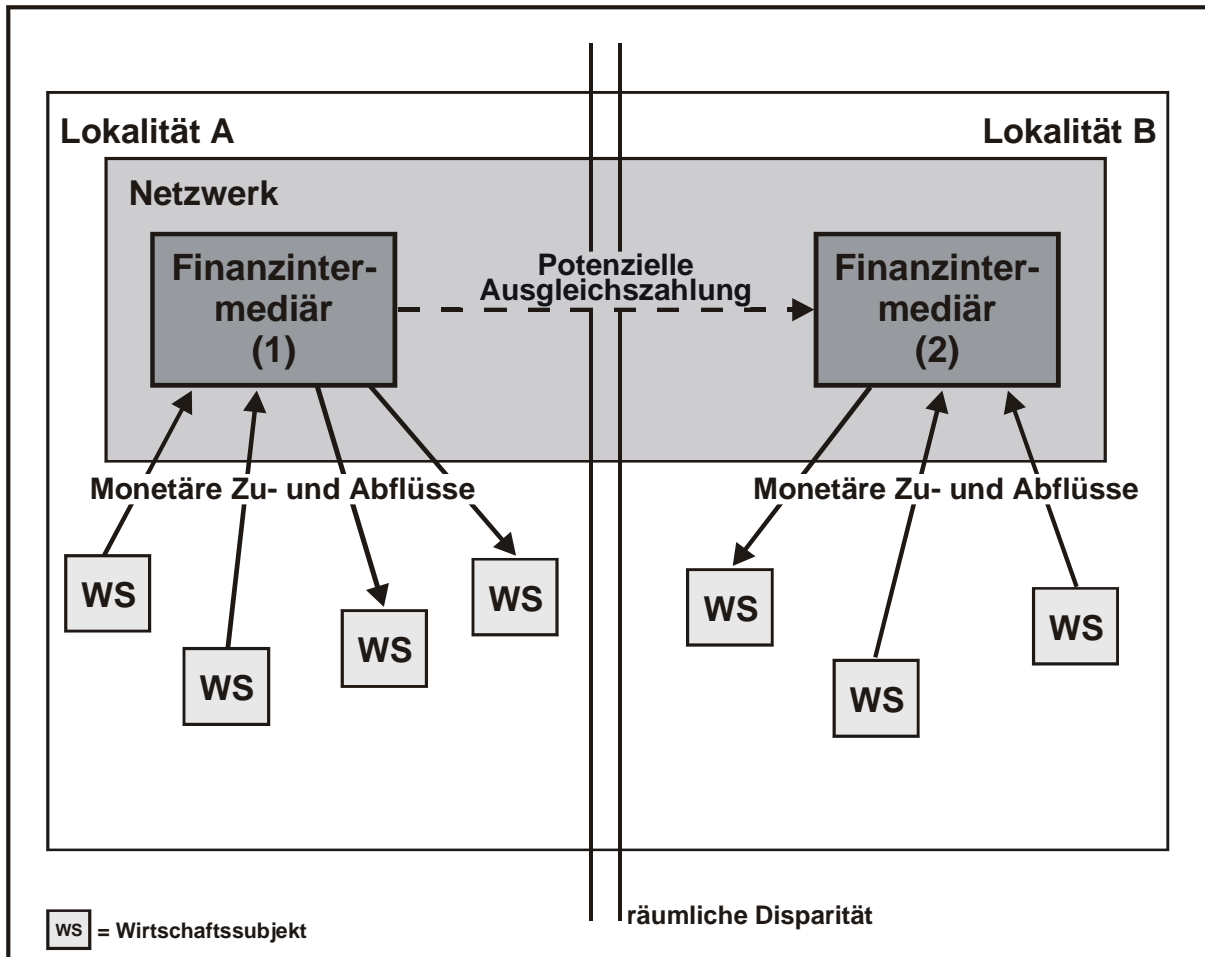 Lokalität A
Lokalität B
Netzwerk
Finanzinter-
mediär
(1)
Potenzielle
Ausgleichszahlung
Finanzinter-
mediär
(2)
Monetäre Zu- und Abflüsse
Monetäre Zu- und Abflüsse
WS
WS
WS
WS
WS
WS
WS
räumliche Disparität
WS = Wirtschaftssubjekt